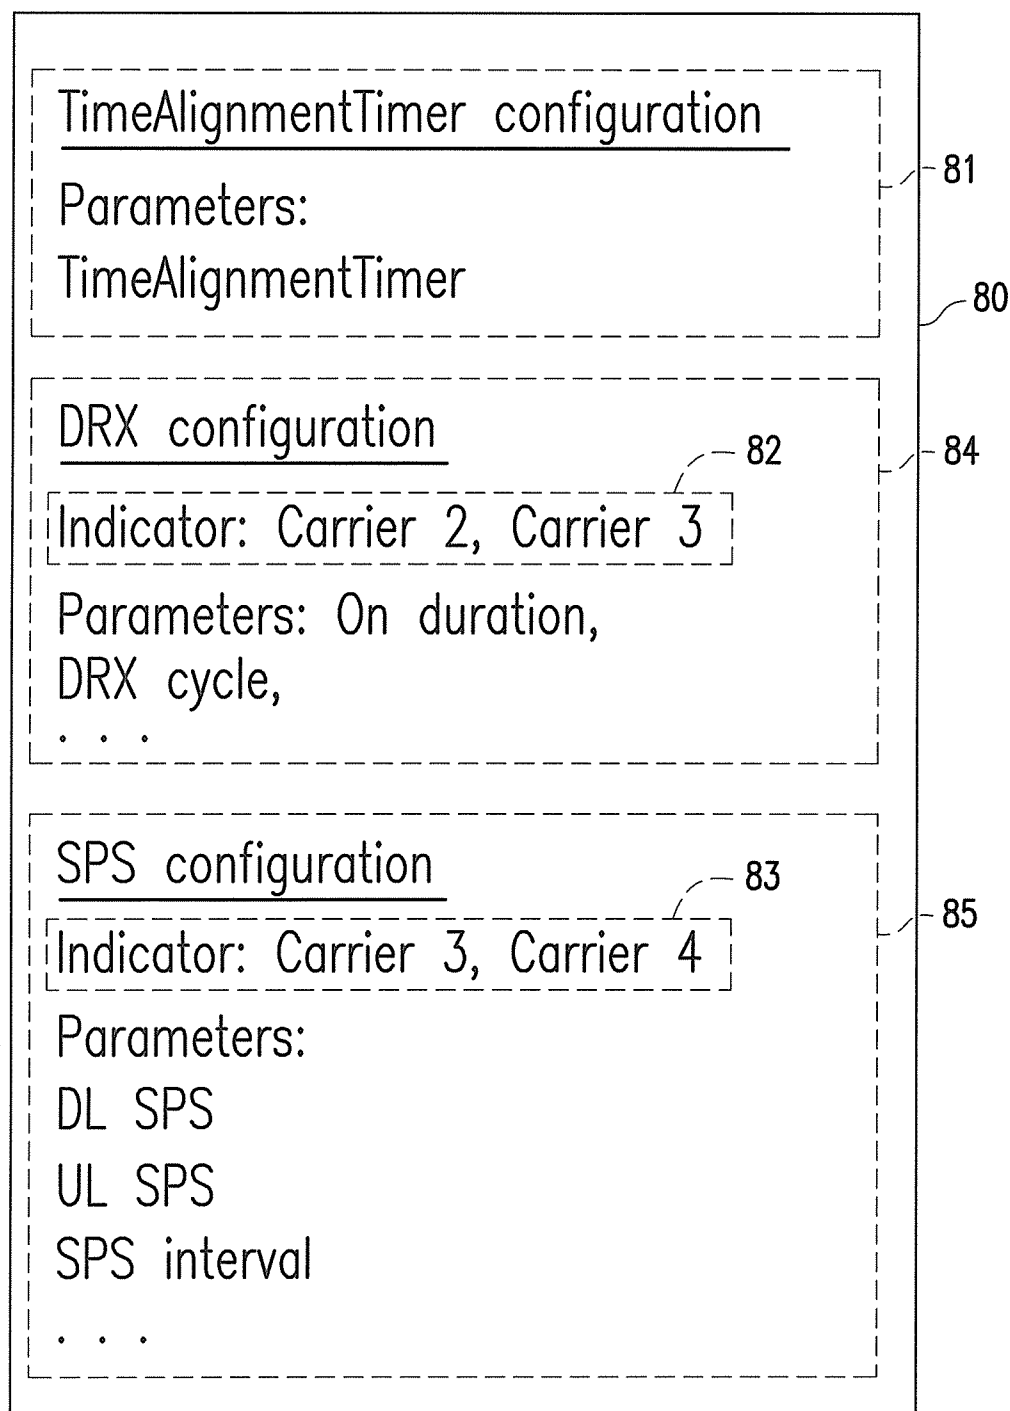 TimeAlignmentTimer configuration
81
Parameters:
TimeAlignmentTimer
80
DRX configuration
82
84
Indicator: Carrier 2, Carrier 3
Parameters: On duration,
DRX cycle,
. . .
SPS configuration
83
85
Indicator: Carrier 3, Carrier 4
Parameters:
DL SPS
UL SPS
SPS interval
. . .